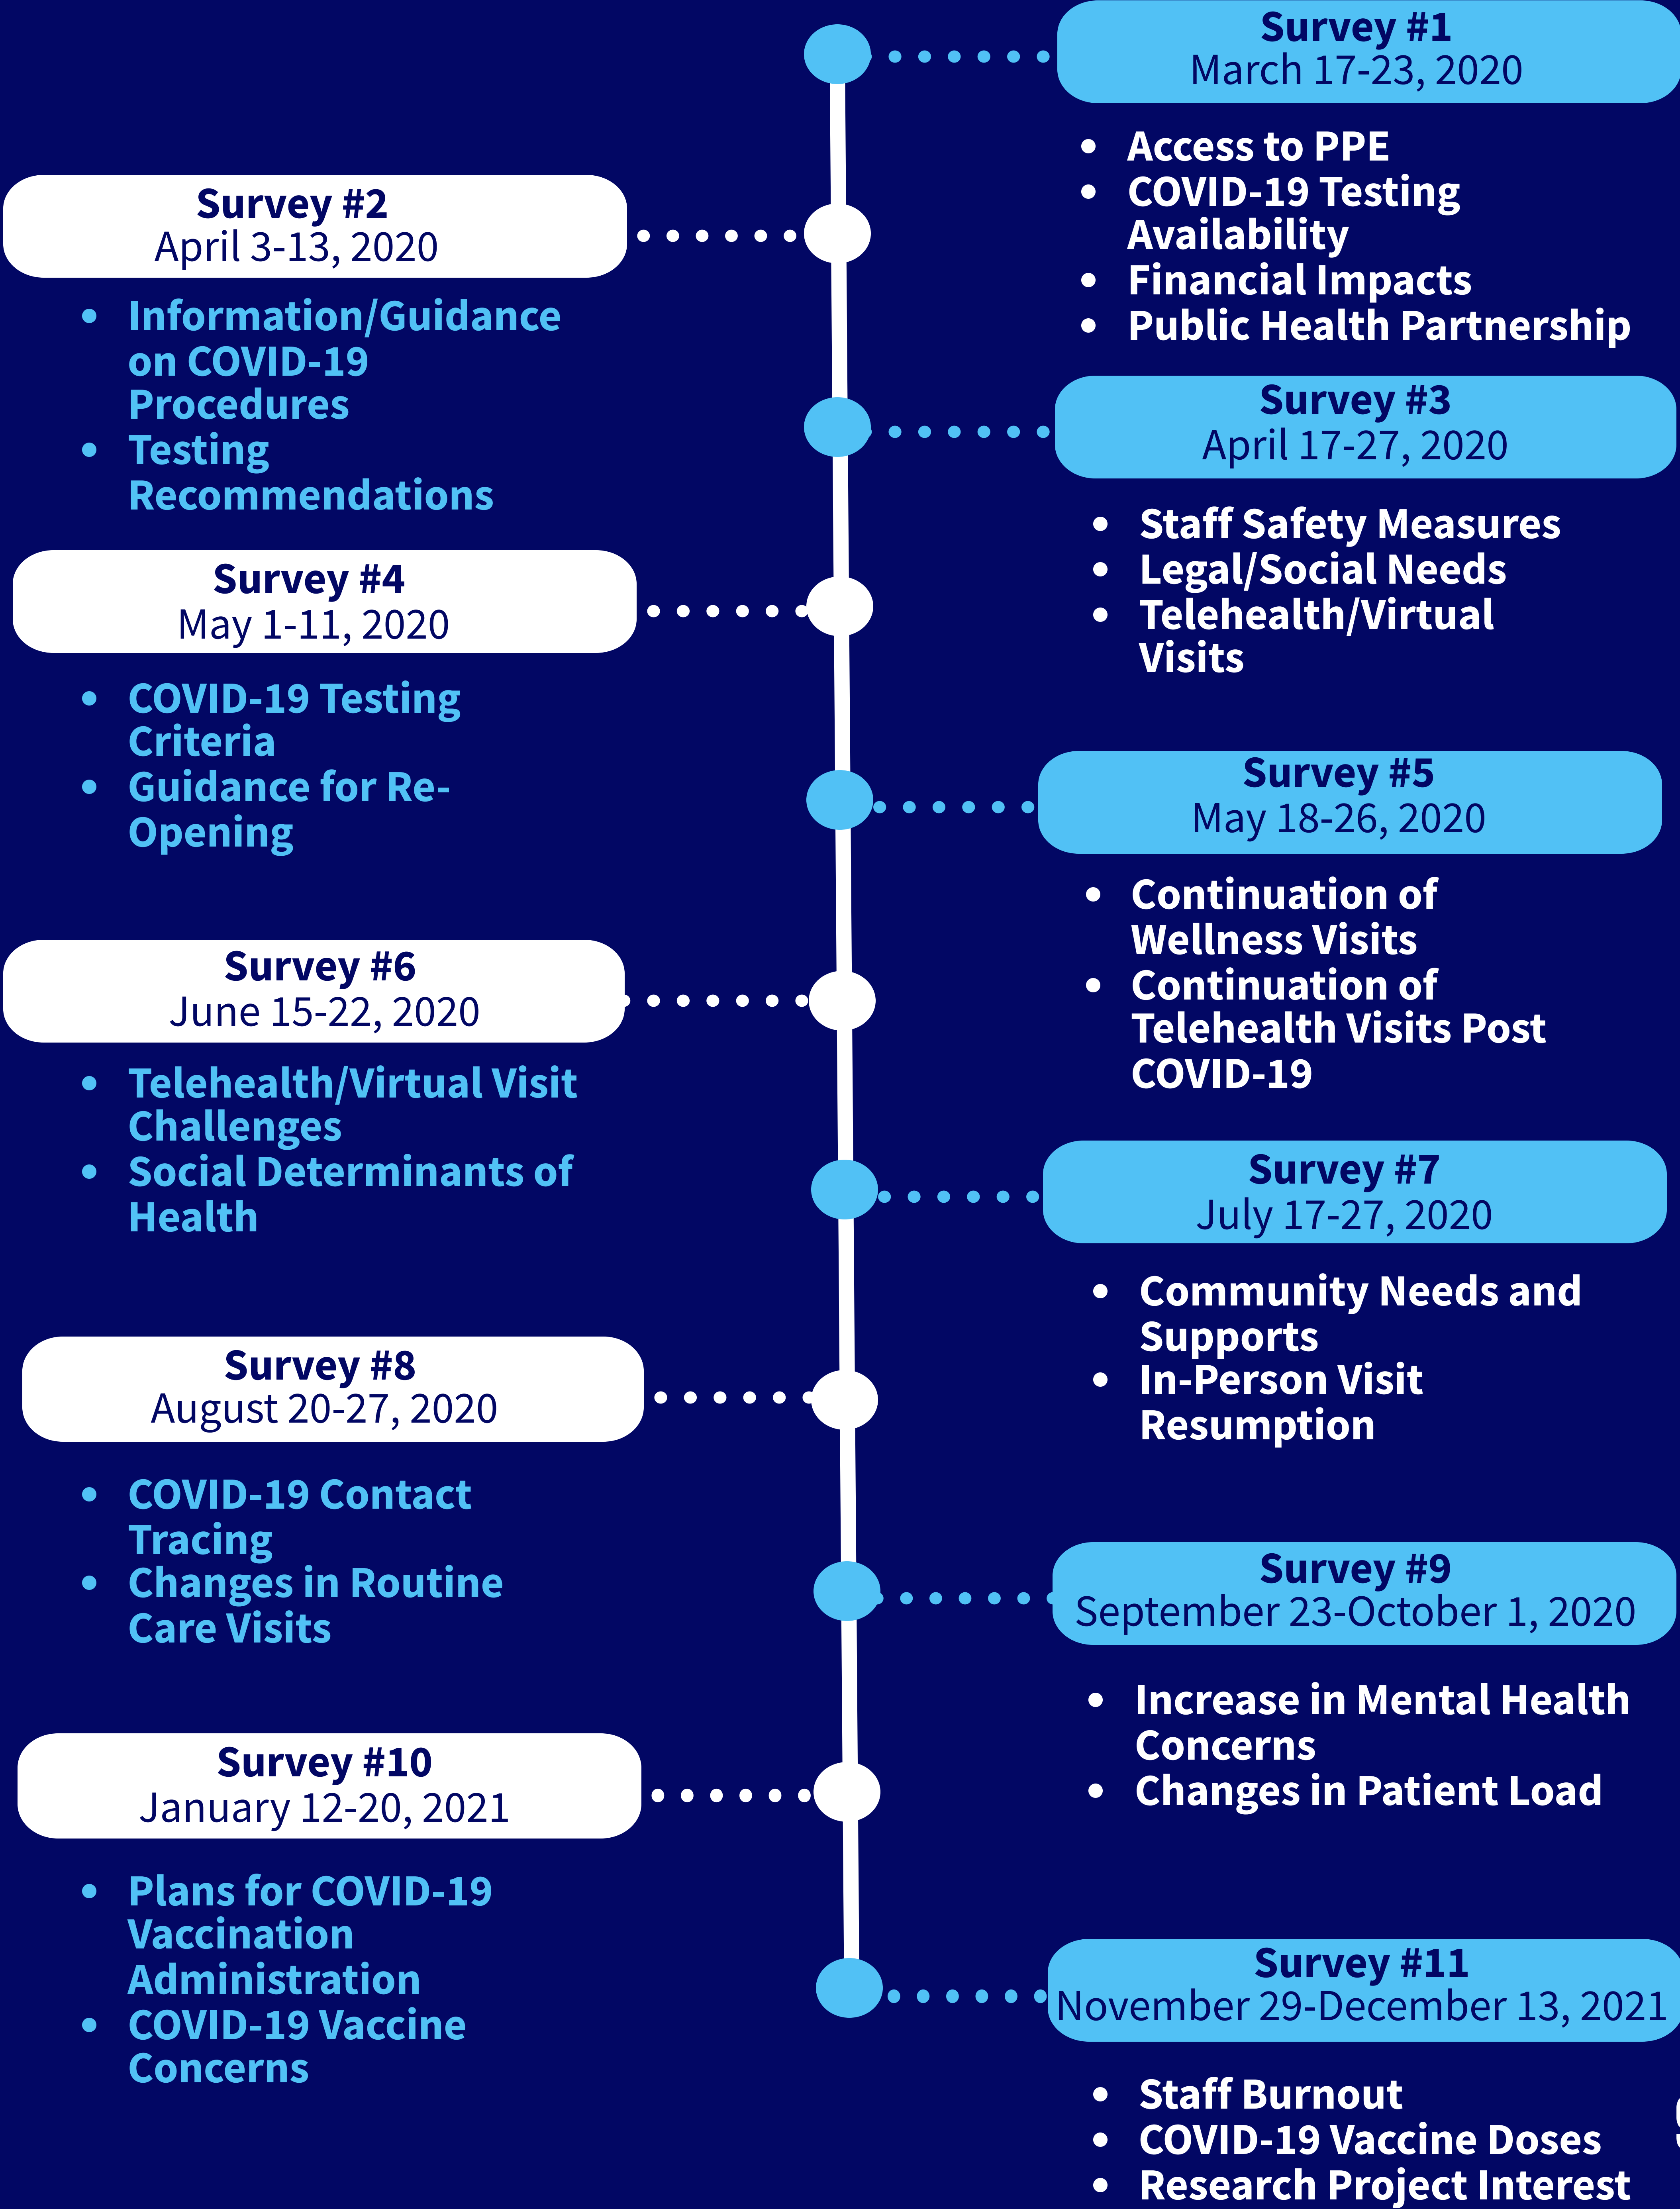 Survey #1
March 17-23, 2020
• Access to PPE
• COVID-19 Testing
Availability
• Financial Impacts
• Public Health Partnership
Survey #2
April 3-13, 2020
• Information/Guidance
on COVID-19
Procedures
• Testing
Recommendations
Survey #3
April 17-27, 2020
• Staff Safety Measures
• Legal/Social Needs
• Telehealth/Virtual
Visits
Survey #4
May 1-11, 2020
• COVID-19 Testing
Criteria
• Guidance for Re-
Opening
Survey #5
May 18-26, 2020
• Continuation of
Wellness Visits
• Continuation of
Telehealth Visits Post
COVID-19
Survey #6
June 15-22, 2020
• Telehealth/Virtual Visit
Challenges
• Social Determinants of
Health
Survey #7
July 17-27, 2020
• Community Needs and
Supports
• In-Person Visit
Resumption
Survey #8
August 20-27, 2020
• COVID-19 Contact
Tracing
• Changes in Routine
Care Visits
Survey #9
September 23-October 1, 2020
• Increase in Mental Health
Concerns
• Changes in Patient Load
Survey #10
January 12-20, 2021
• Plans for COVID-19
Vaccination
Administration
• COVID-19 Vaccine
Concerns
Survey #11
November 29-December 13, 2021
• Staff Burnout
• COVID-19 Vaccine Doses
• Research Project Interest